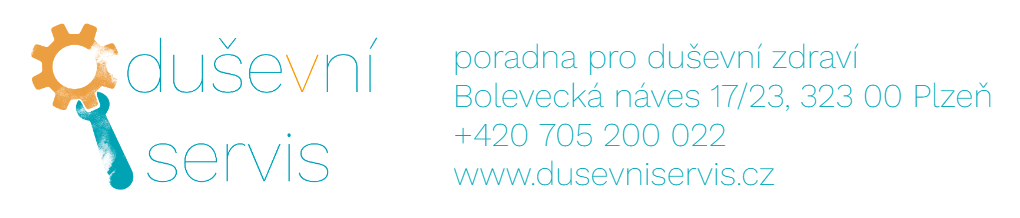 duševní
servis
poradna pro duševní zdraví
Bolevecká náves 17/23, 323 00 Plzeň
+420 705 200 022
www.dusevniservis.cz